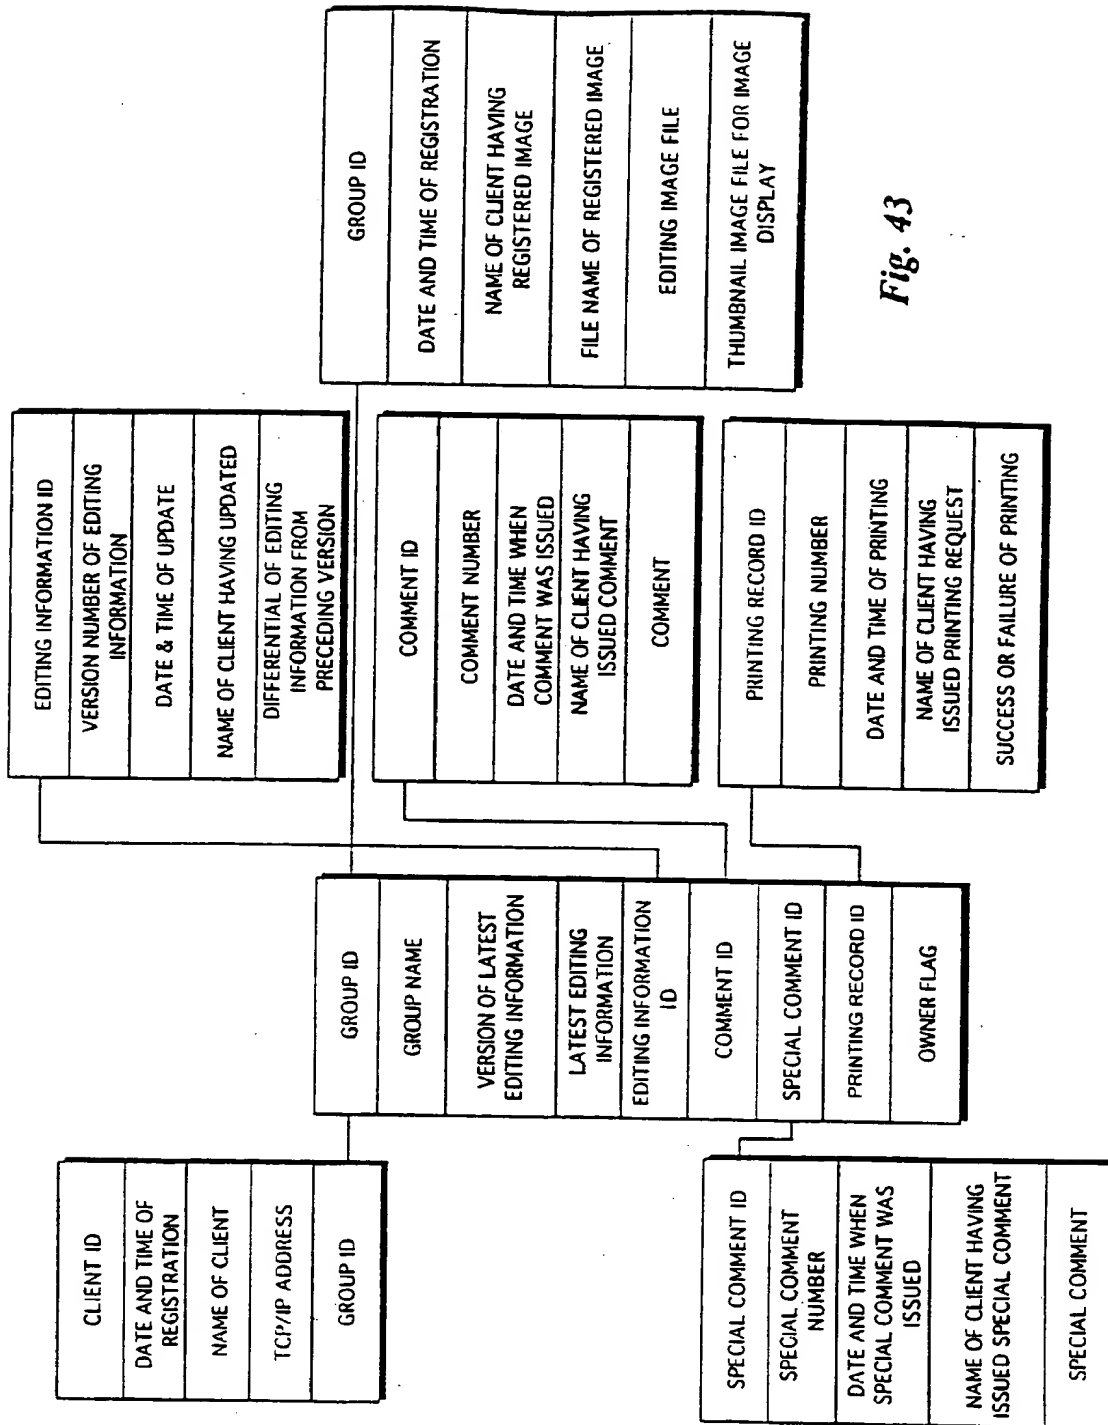 CLIENT ID
DATE AND TIME OF
REGISTRATION
NAME OF CLIENT
TCP/IP ADDRESS
GROUP ID
SPECIAL COMMENT ID
SPECIAL COMMENT
NUMBER
DATE AND TIME WHEN
SPECIAL COMMENT WAS
ISSUED
NAME OF CLIENT HAVING
ISSUED SPECIAL COMMENT
SPECIAL COMMENT
GROUP ID
GROUP NAME
VERSION OF LATEST
EDITING INFORMATION
LATEST EDITING
INFORMATION
EDITING INFORMATION
ID
COMMENT ID
SPECIAL COMMENT ID
PRINTING RECORD ID
OWNER FLAG
EDITING INFORMATION ID
VERSION NUMBER OF EDITING
INFORMATION
DATE & TIME OF UPDATE
NAME OF CLIENT HAVING UPDATED
DIFFERENTIAL OF EDITING
INFORMATION FROM
PRECEDING VERSION
COMMENT ID
COMMENT NUMBER
DATE AND TIME WHEN
COMMENT WAS ISSUED
NAME OF CLIENT HAVING
ISSUED COMMENT
COMMENT
PRINTING RECORD ID
PRINTING NUMBER
DATE AND TIME OF PRINTING
NAME OF CLIENT HAVING
ISSUED PRINTING REQUEST
SUCCESS OR FAILURE OF PRINTING
GROUP ID
DATE AND TIME OF REGISTRATION
NAME OF CLIENT HAVING
REGISTERED IMAGE
FILE NAME OF REGISTERED IMAGE
EDITING IMAGE FILE
THUMBNAIL IMAGE FILE FOR IMAGE
DISPLAY
Fig. 43